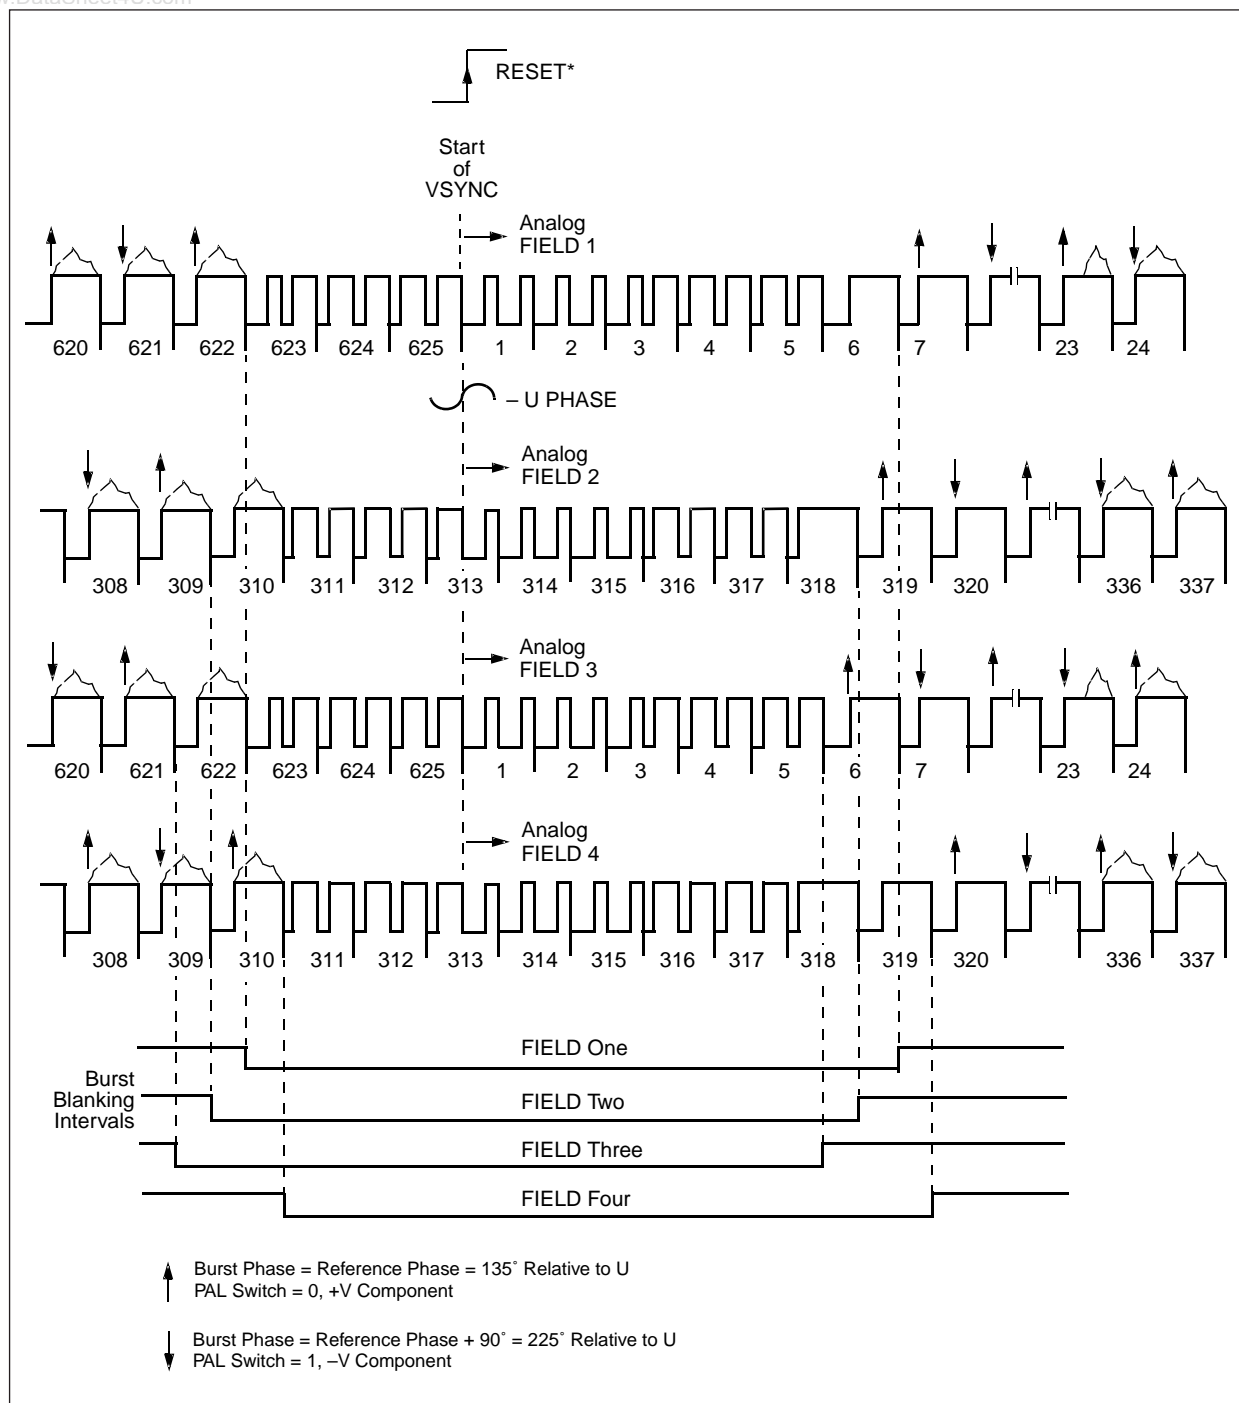 RESET*
Start
of
VSYNC
Analog
FIELD 1
620 621 622 623 624 625 1 2 3 4 5 6 7 23 24
– U PHASE
Analog
FIELD 2
308 309 310 311 312 313 314 315 316 317 318 319 320 336 337
Analog
FIELD 3
620 621 622 623 624 625 1 2 3 4 5 6 7 23 24
Analog
FIELD 4
308 309 310 311 312 313 314 315 316 317 318 319 320 336 337
FIELD One
Burst
Blanking
Intervals
FIELD Two
FIELD Three
FIELD Four
Burst Phase = Reference Phase = 135° Relative to U
PAL Switch = 0, +V Component
Burst Phase = Reference Phase + 90° = 225° Relative to U
PAL Switch = 1, –V Component